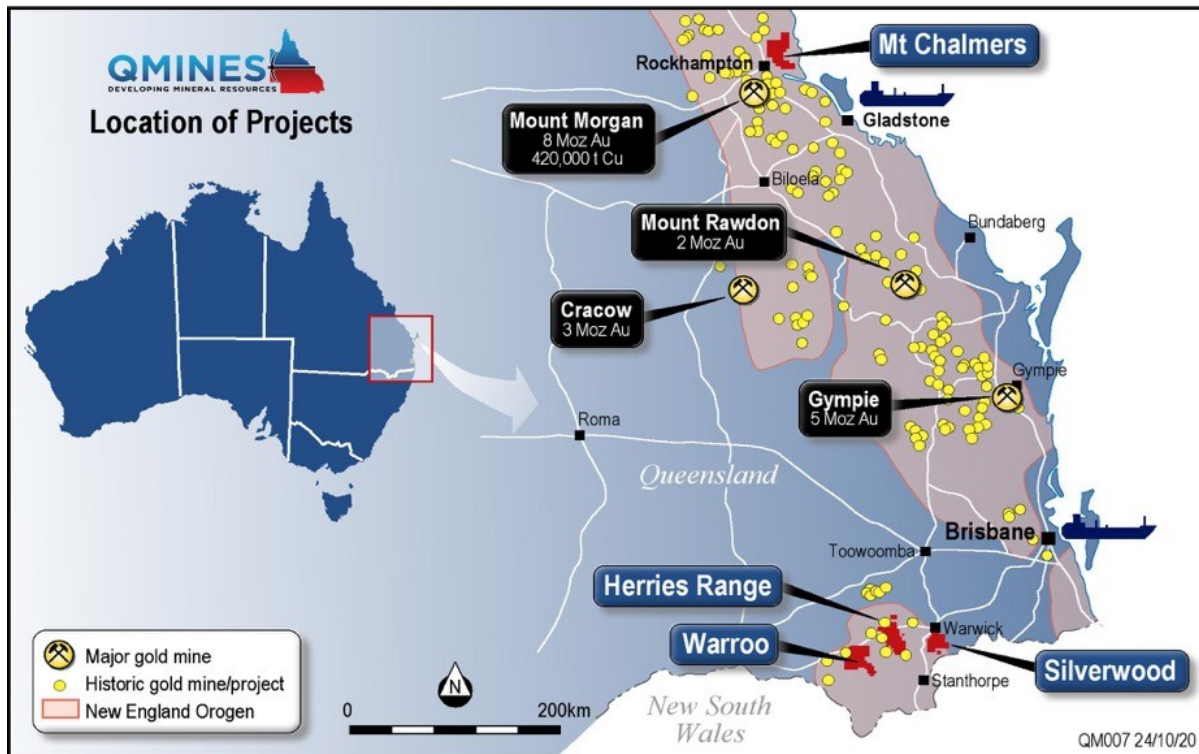 QMINES
DEVELOPING MINERAL RESOURCES
Location of Projects
Mt Chalmers
Rockhampton
Mount Morgan
8 Moz Au
420,000 t Cu
Gladstone
Biloela
Mount Rawdon
2 Moz Au
Bundaberg
Cracow
3 Moz Au
Gympie
Gympie
5 Moz Au
Roma
Queensland
Brisbane
Toowoomba
Herries Range
Warroo
Warwick
Silverwood
Stanthorpe
New South
Wales
Major gold mine
Historic gold mine/project
New England Orogen
N
0 200km
QM007 24/10/20